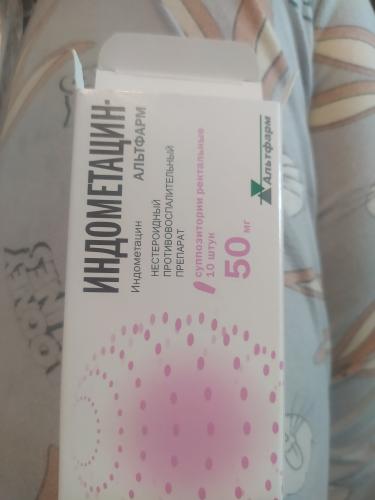 ИНДОМЕТАЦИН-
АЛЬТФАРМ
Индометацин
НЕСТЕРОИДНЫЙ
ПРОТИВОВОСПАЛИТЕЛЬНЫЙ
ПРЕПАРАТ
суппозитории ректальные
10 штук
50 мг
Альтфарм